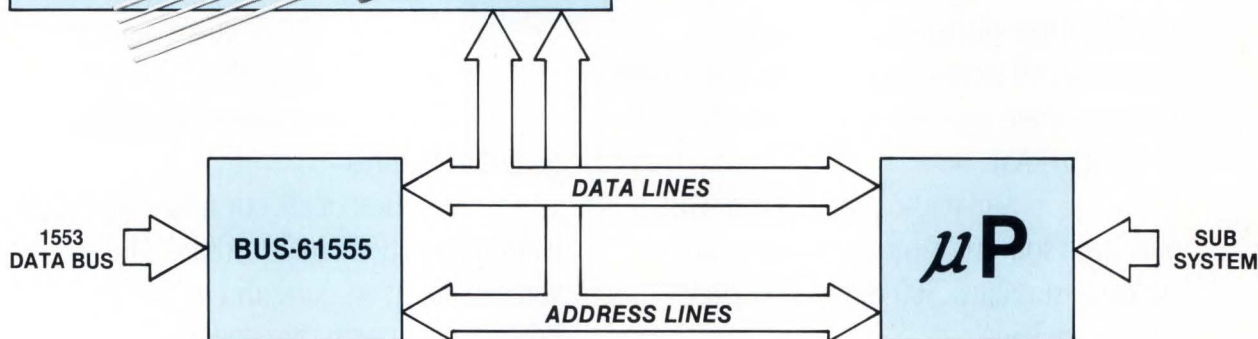 DATA LINES
1553
DATA BUS
BUS-61555
µP
SUB
SYSTEM
ADDRESS LINES